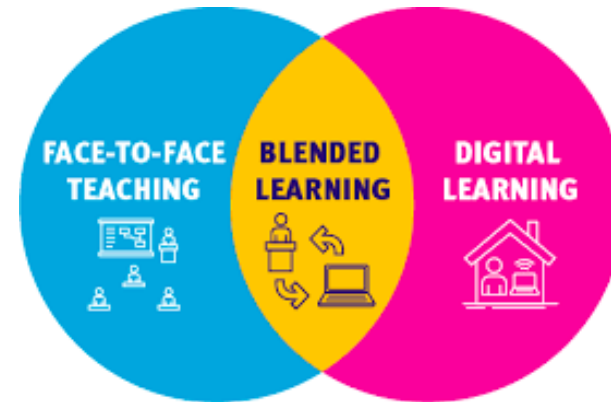 FACE-TO-FACE
TEACHING
BLENDED
LEARNING
DIGITAL
LEARNING